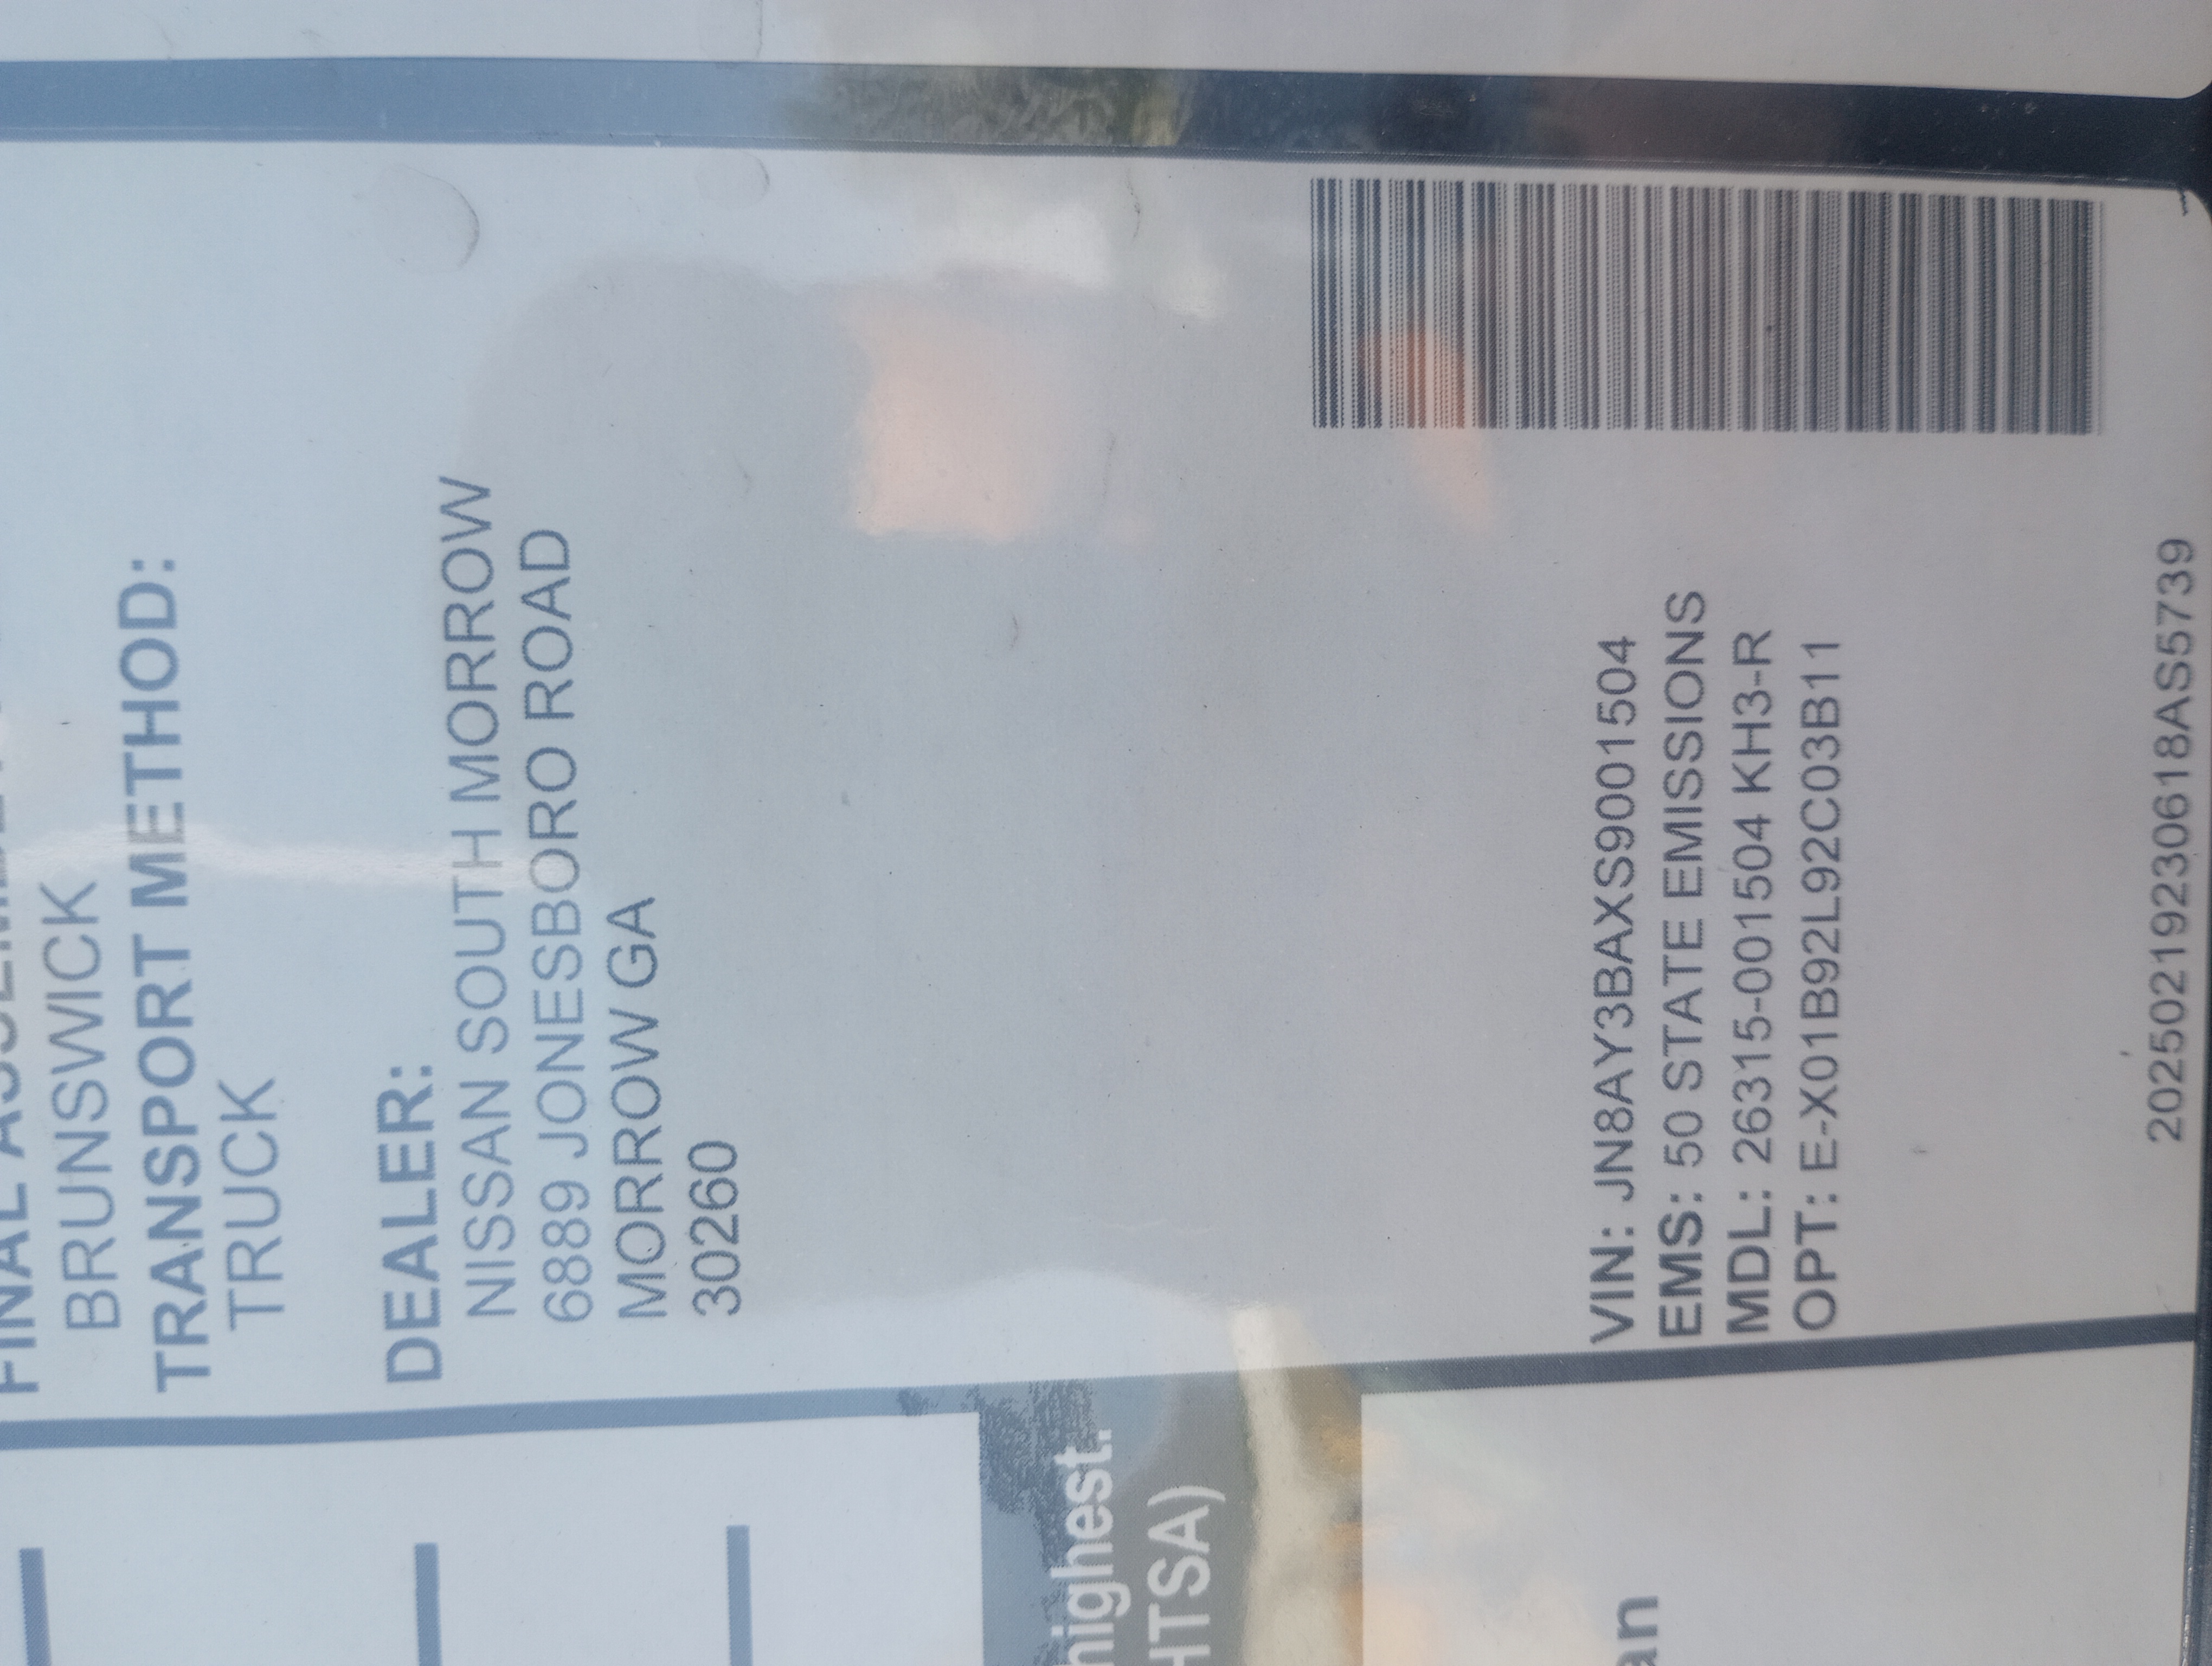 BRUNSWICK
TRANSPORT METHOD:
TRUCK
DEALER:
NISSAN SOUTH MORROW
6889 JONESBORO ROAD
MORROW GA
30260
VIN: JN8AY3BAXS9001504
EMS: 50 STATE EMISSIONS
MDL: 26315-001504 KH3-R
OPT: E-X01B92L92C03B11
20250219230618AS5739
highest.